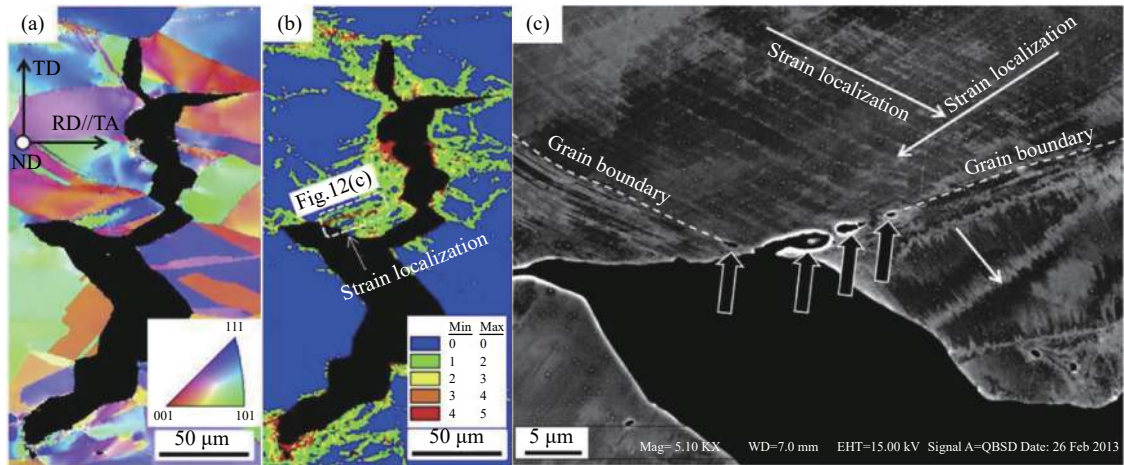 (a)
TD
RD//TA
ND
111
001
101
50 µm
(b)
Fig.12(c)
Strain localization
Min Max
0 0
1 2
2 3
3 4
4 5
50 µm
(c)
Strain localization
Strain localization
Grain boundary
Grain boundary
5 µm
Mag= 5.10 KX WD=7.0 mm EHT=15.00 kV Signal A=QBSD Date: 26 Feb 2013